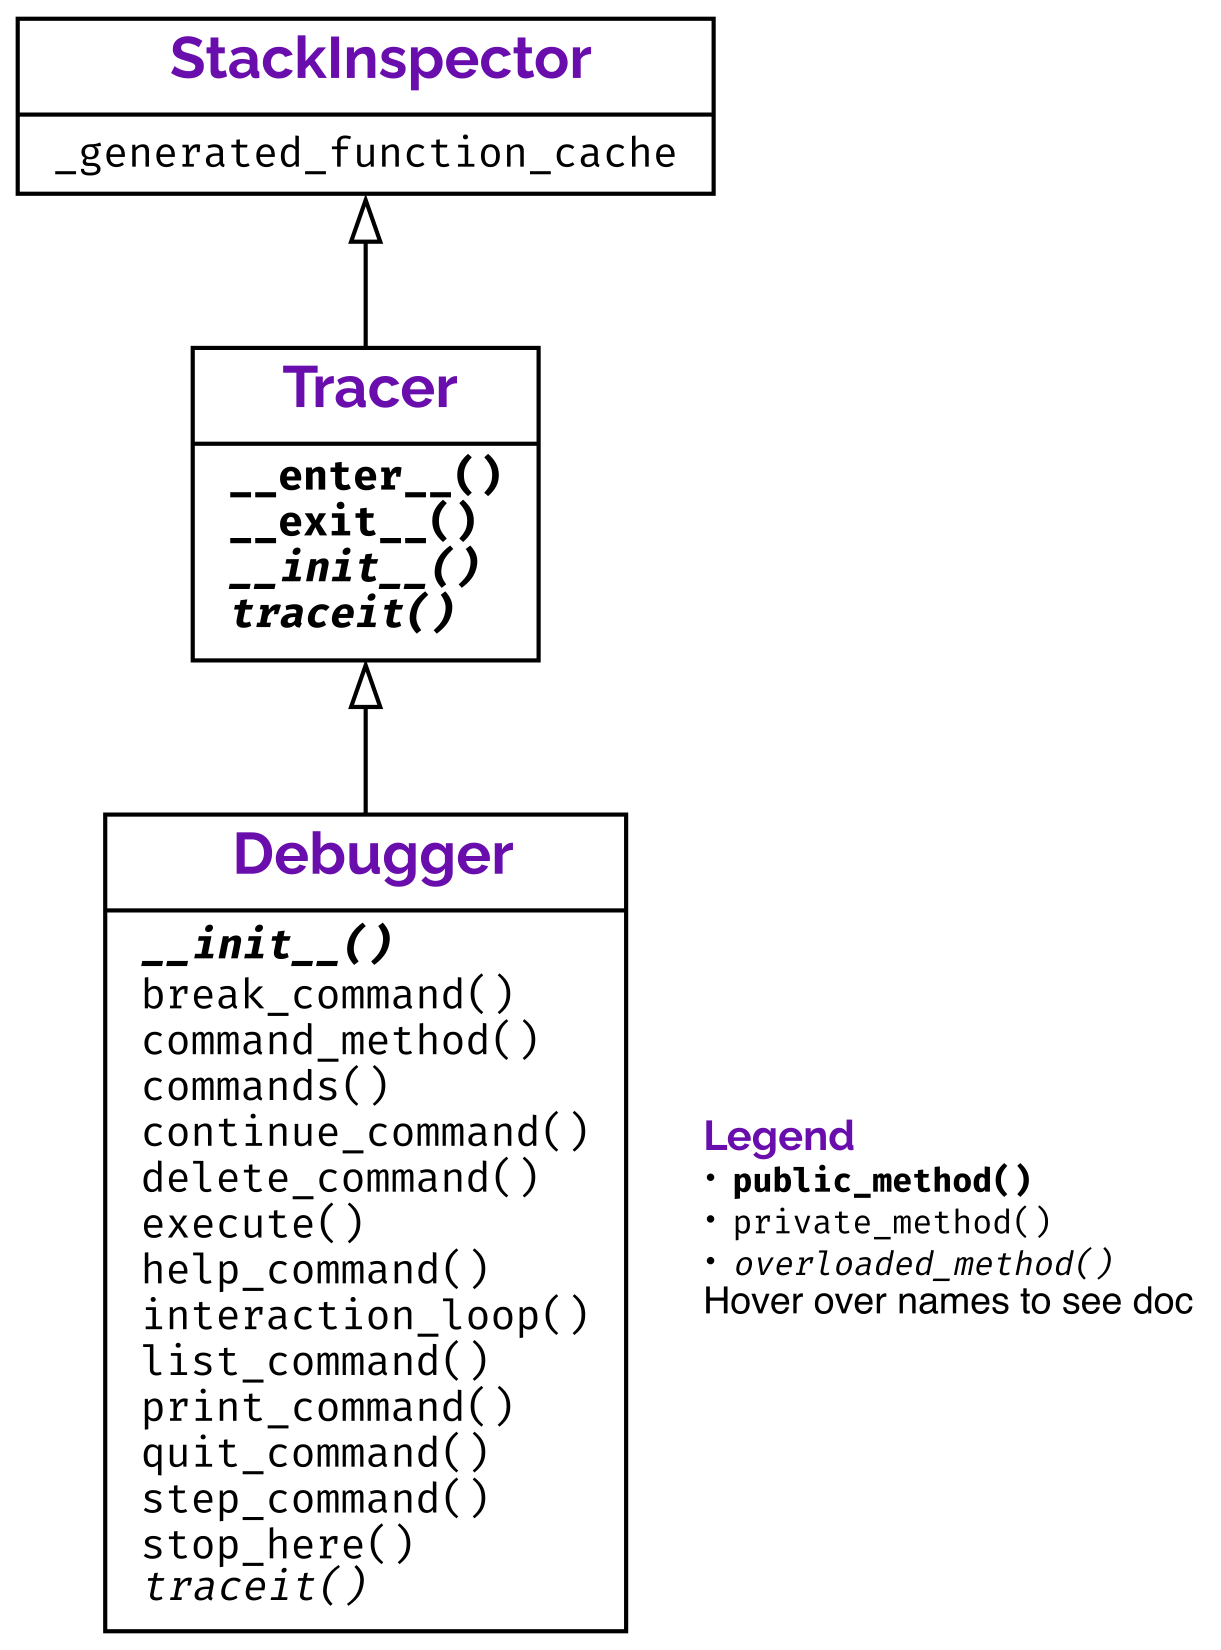 StackInspector
_generated_function_cache
Tracer
__enter__()
__exit__()
__init__()
traceit()
Debugger
__init__()
break_command()
command_method()
commands()
continue_command()
delete_command()
execute()
help_command()
interaction_loop()
list_command()
print_command()
quit_command()
step_command()
stop_here()
traceit()
Legend
• public_method()
• private_method()
• overloaded_method()
Hover over names to see doc